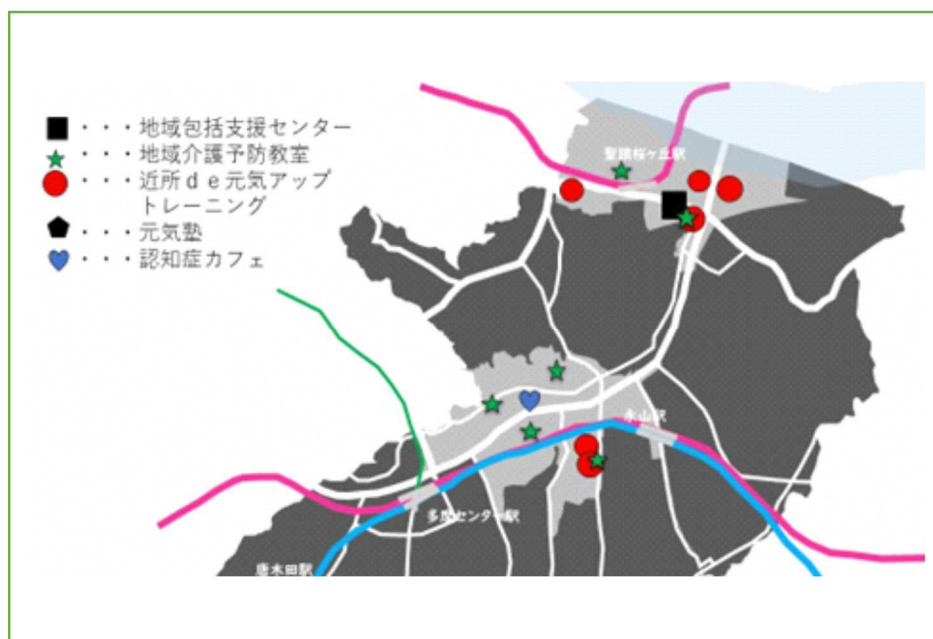 ・・・地域包括支援センター
・・・地域介護予防教室
・・・近所ｄｅ元気アップ
トレーニング
・・・元気塾
・・・認知症カフェ
聖蹟桜ヶ丘駅
永山駅
多摩センター駅
唐木田駅